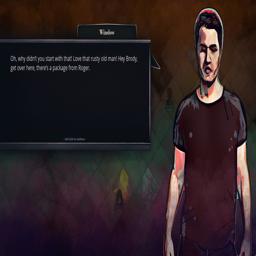 Window
Oh, why didn't you start with that! Love that rusty old man! Hey Brody,
get over here, there's a package from Roger.